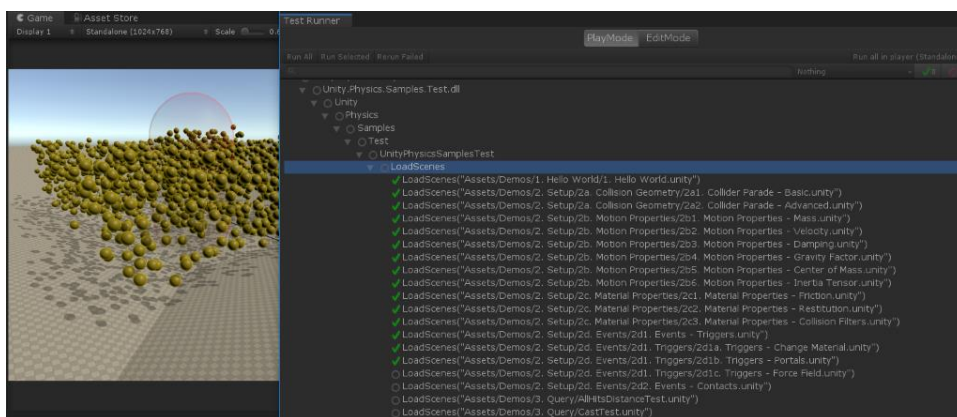 Game Asset Store
Display 1 Standalone (1024x768) Scale
Test Runner
PlayMode EditMode
Run All Run Selected Rerun Failed Run all in player (Standalon
Nothing
Unity.Physics.Samples.Test.dll
Unity
Physics
Samples
Test
UnityPhysicsSamplesTest
LoadScenes
LoadScenes("Assets/Demos/1. Hello World/1. Hello World.unity")
LoadScenes("Assets/Demos/2. Setup/2a. Collision Geometry/2a1. Collider Parade - Basic.unity")
LoadScenes("Assets/Demos/2. Setup/2a. Collision Geometry/2a2. Collider Parade - Advanced.unity")
LoadScenes("Assets/Demos/2. Setup/2b. Motion Properties/2b1. Motion Properties - Mass.unity")
LoadScenes("Assets/Demos/2. Setup/2b. Motion Properties/2b2. Motion Properties - Velocity.unity")
LoadScenes("Assets/Demos/2. Setup/2b. Motion Properties/2b3. Motion Properties - Damping.unity")
LoadScenes("Assets/Demos/2. Setup/2b. Motion Properties/2b4. Motion Properties - Gravity Factor.unity")
LoadScenes("Assets/Demos/2. Setup/2b. Motion Properties/2b5. Motion Properties - Center of Mass.unity")
LoadScenes("Assets/Demos/2. Setup/2b. Motion Properties/2b6. Motion Properties - Inertia Tensor.unity")
LoadScenes("Assets/Demos/2. Setup/2c. Material Properties/2c1. Material Properties - Friction.unity")
LoadScenes("Assets/Demos/2. Setup/2c. Material Properties/2c2. Material Properties - Restitution.unity")
LoadScenes("Assets/Demos/2. Setup/2c. Material Properties/2c3. Material Properties - Collision Filters.unity")
LoadScenes("Assets/Demos/2. Setup/2d. Events/2d1. Events - Triggers.unity")
LoadScenes("Assets/Demos/2. Setup/2d. Events/2d1. Triggers/2d1a. Triggers - Change Material.unity")
LoadScenes("Assets/Demos/2. Setup/2d. Events/2d1. Triggers/2d1b. Triggers - Portals.unity")
LoadScenes("Assets/Demos/2. Setup/2d. Events/2d1. Triggers/2d1c. Triggers - Force Field.unity")
LoadScenes("Assets/Demos/2. Setup/2d. Events/2d2. Events - Contacts.unity")
LoadScenes("Assets/Demos/3. Query/AllHitsDistanceTest.unity")
LoadScenes("Assets/Demos/3. Query/CastTest.unity")